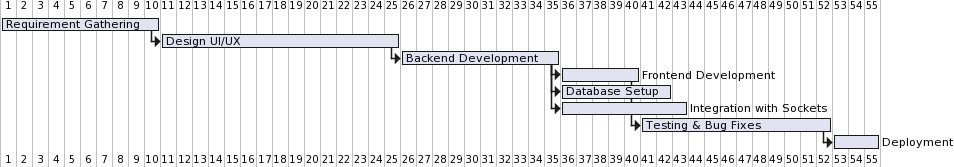 1 2 3 4 5 6 7 8 9 10 11 12 13 14 15 16 17 18 19 20 21 22 23 24 25 26 27 28 29 30 31 32 33 34 35 36 37 38 39 40 41 42 43 44 45 46 47 48 49 50 51 52 53 54 55
Requirement Gathering
Design UI/UX
Backend Development
Frontend Development
Database Setup
Integration with Sockets
Testing & Bug Fixes
Deployment
1 2 3 4 5 6 7 8 9 10 11 12 13 14 15 16 17 18 19 20 21 22 23 24 25 26 27 28 29 30 31 32 33 34 35 36 37 38 39 40 41 42 43 44 45 46 47 48 49 50 51 52 53 54 55